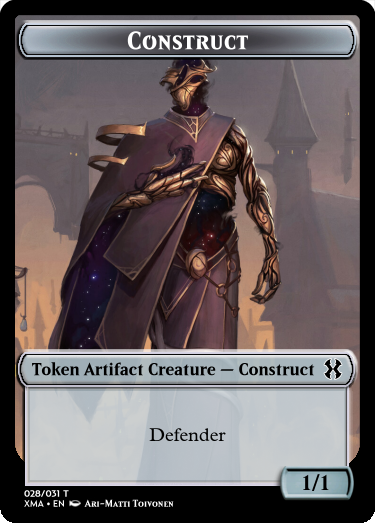 Construct
Token Artifact Creature — Construct
Defender
1/1
028/031 T
XMA • EN Ari-Matti Toivonen